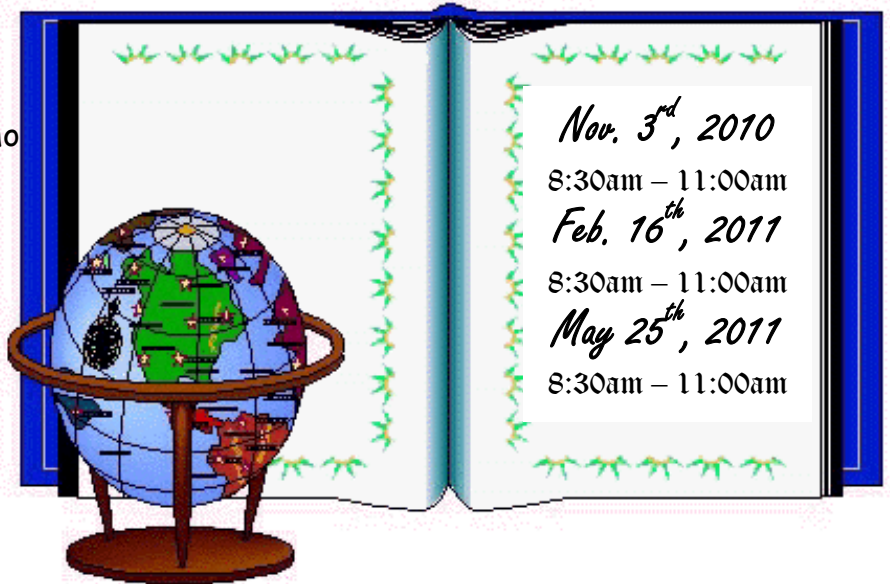 Nov. 3rd, 2010
8:30am – 11:00am
Feb. 16th, 2011
8:30am – 11:00am
May 25th, 2011
8:30am – 11:00am